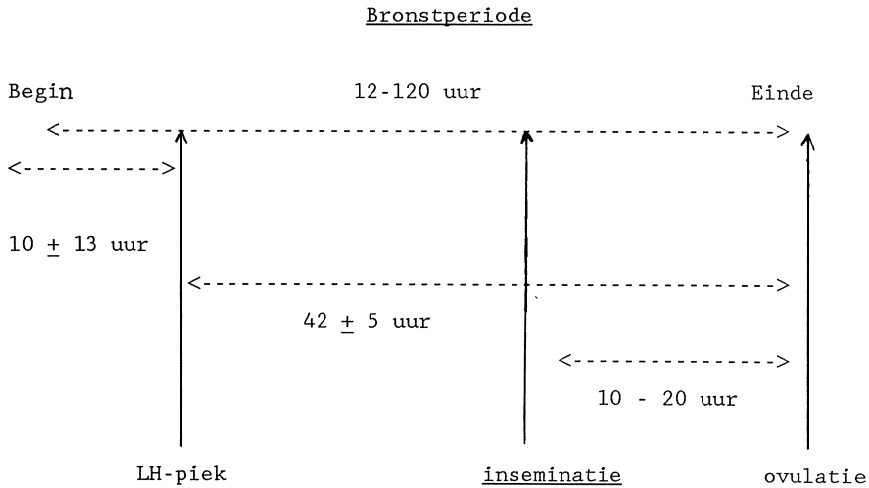 Bronstperiode
Begin 12-120 uur Einde
10 ± 13 uur
42 ± 5 uur
10 - 20 uur
LH-piek inseminatie ovulatie